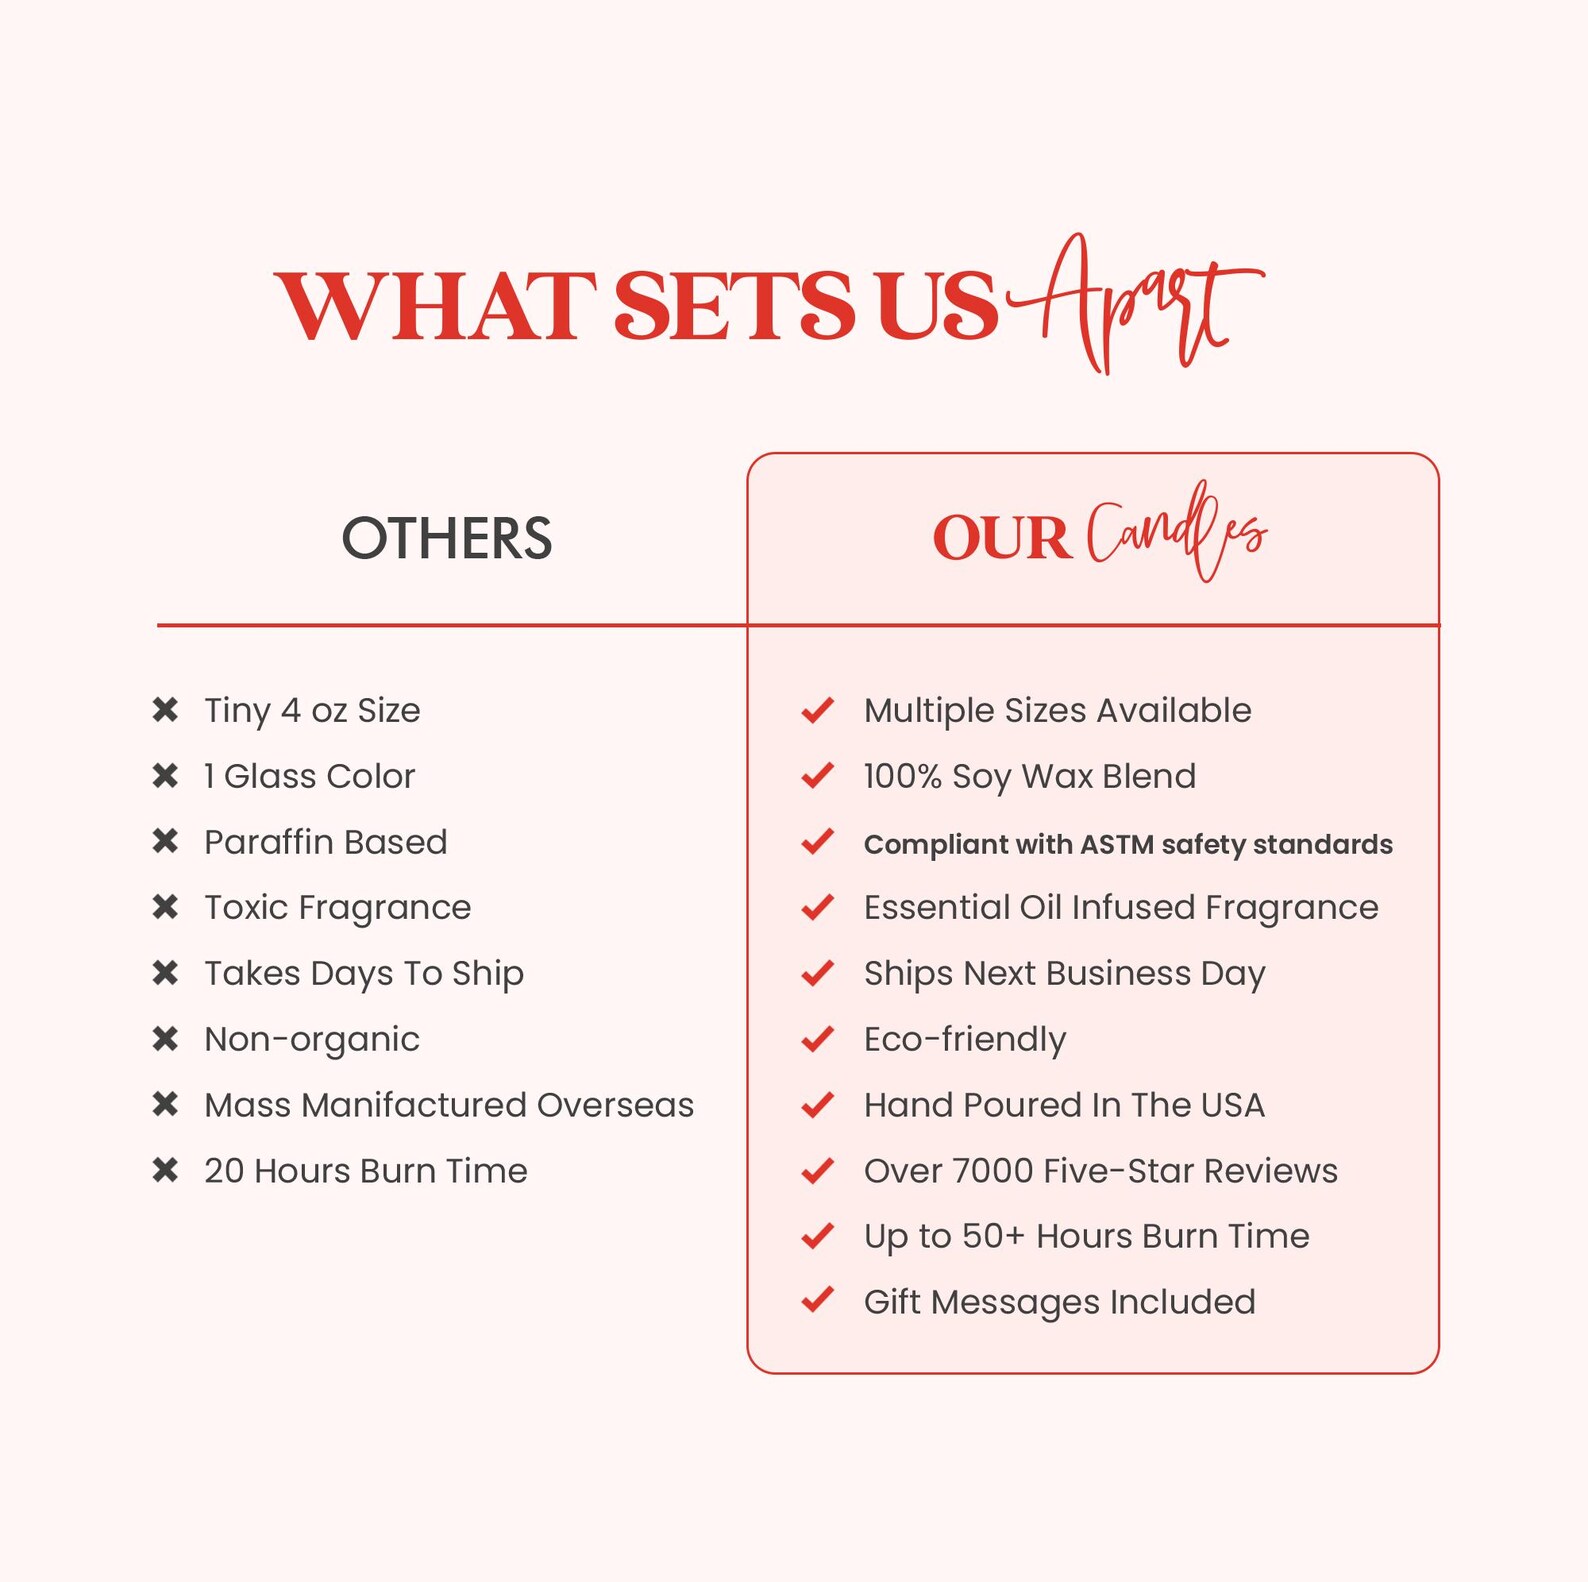 WHAT SETS US Apart
OTHERS
Tiny 4 oz Size
1 Glass Color
Paraffin Based
Toxic Fragrance
Takes Days To Ship
Non-organic
Mass Manifactured Overseas
20 Hours Burn Time
OUR Candles
Multiple Sizes Available
100% Soy Wax Blend
Compliant with ASTM safety standards
Essential Oil Infused Fragrance
Ships Next Business Day
Eco-friendly
Hand Poured In The USA
Over 7000 Five-Star Reviews
Up to 50+ Hours Burn Time
Gift Messages Included